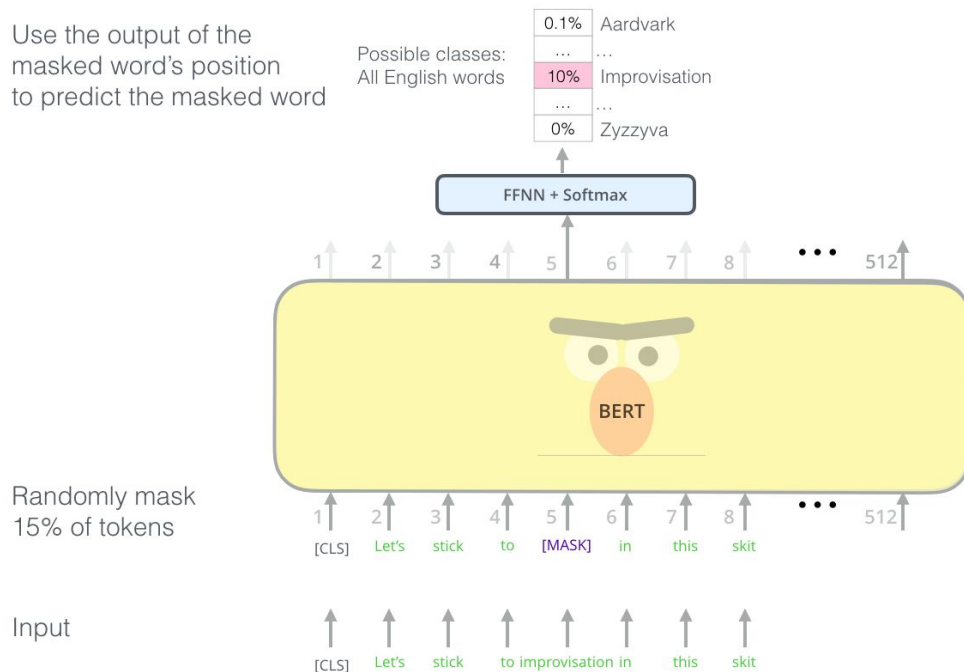 Use the output of the
masked word's position
to predict the masked word
Possible classes:
All English words
0.1% Aardvark
... ...
10% Improvisation
... ...
0% Zyzzyva
FFNN + Softmax
1 2 3 4 5 6 7 8 ••• 512
BERT
Randomly mask
15% of tokens
1 2 3 4 5 6 7 8 ••• 512
[CLS] Let's stick to [MASK] in this skit
Input
[CLS] Let's stick to improvisation in this skit